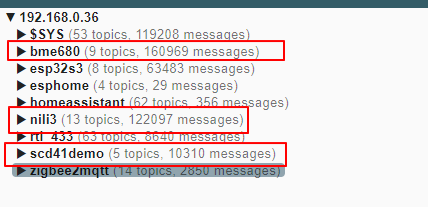 ▼ 192.168.0.36
▶ $SYS (53 topics, 119208 messages)
▶ bme680 (9 topics, 160969 messages)
▶ esp32s3 (8 topics, 63483 messages)
▶ esphome (4 topics, 29 messages)
▶ homeassistant (62 topics, 356 messages)
▶ nili3 (13 topics, 122097 messages)
▶ rtl_433 (63 topics, 8640 messages)
▶ scd41demo (5 topics, 10310 messages)
▶ zigbee2mqtt (14 topics, 2850 messages)